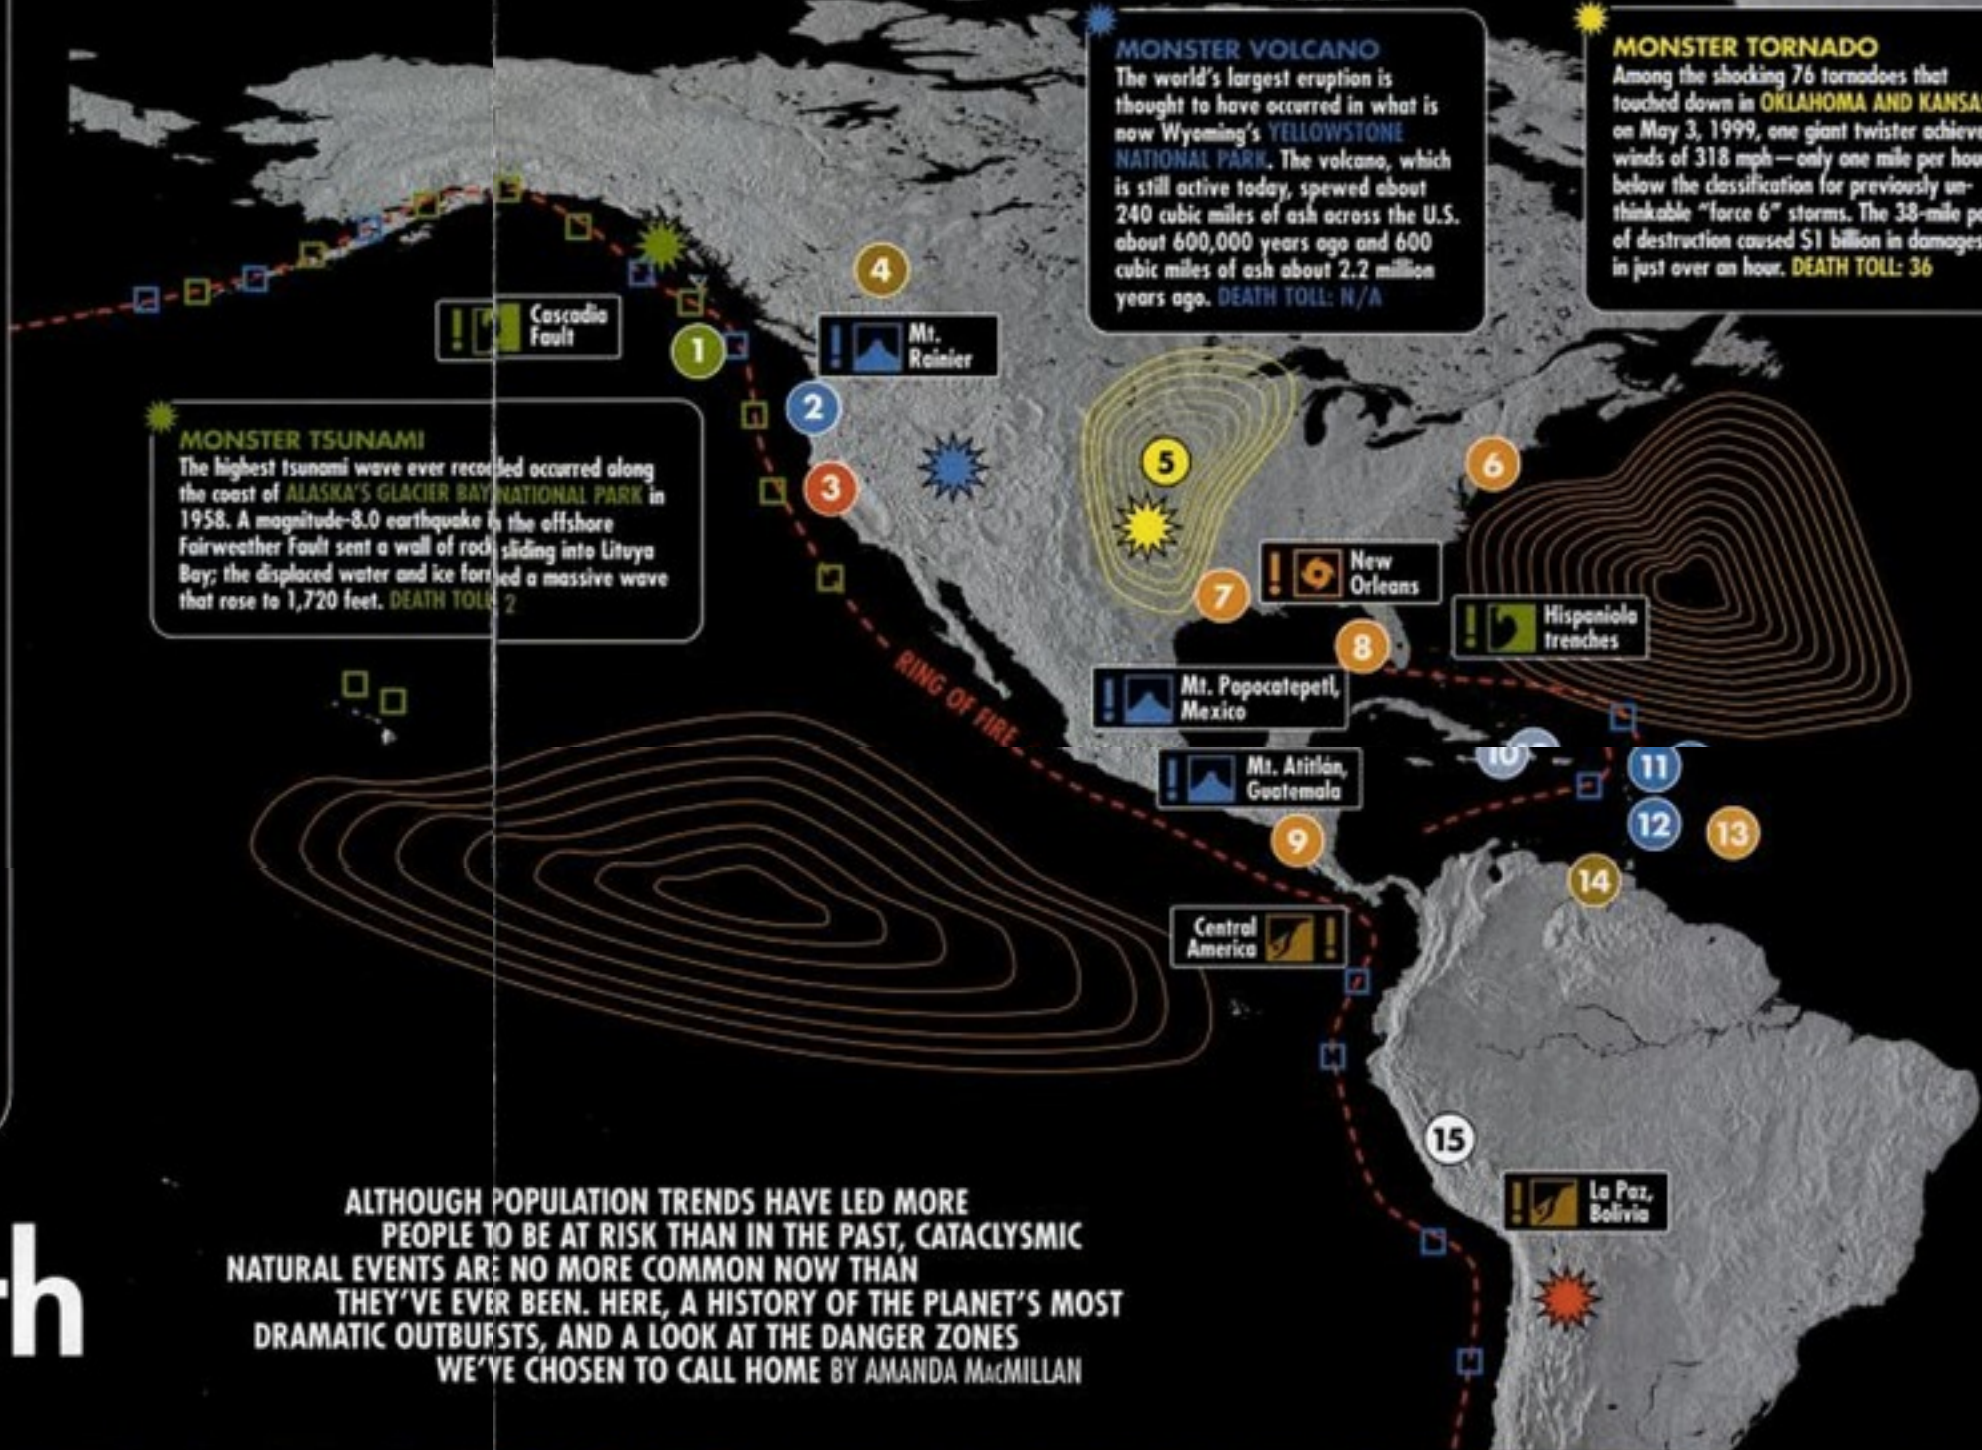 MONSTER VOLCANO
The world's largest eruption is
thought to have occurred in what is
now Wyoming's YELLOWSTONE
NATIONAL PARK. The volcano, which
is still active today, spewed about
240 cubic miles of ash across the U.S.
about 600,000 years ago and 600
cubic miles of ash about 2.2 million
years ago. DEATH TOLL: N/A
MONSTER TORNADO
Among the shocking 76 tornadoes that
touched down in OKLAHOMA AND KANSA
on May 3, 1999, one giant twister achieve
winds of 318 mph—only one mile per hou
below the classification for previously un-
thinkable "force 6" storms. The 38-mile pa
of destruction caused $1 billion in damages
in just over an hour. DEATH TOLL: 36
4
Cascadia
Fault
1
Mt.
Rainier
2
MONSTER TSUNAMI
The highest tsunami wave ever recorded occurred along
the coast of ALASKA'S GLACIER BAY NATIONAL PARK in
1958. A magnitude-8.0 earthquake in the offshore
Fairweather Fault sent a wall of rock sliding into Lituya
Bay; the displaced water and ice formed a massive wave
that rose to 1,720 feet. DEATH TOLL: 2
3
5
6
7
New
Orleans
8
Hispaniola
trenches
RING OF FIRE
Mt. Popocatepetl,
Mexico
Mt. Atitlán,
Guatemala
10
11
9
12
13
14
Central
America
15
La Paz,
Bolivia
ALTHOUGH POPULATION TRENDS HAVE LED MORE
PEOPLE TO BE AT RISK THAN IN THE PAST, CATACLYSMIC
NATURAL EVENTS ARE NO MORE COMMON NOW THAN
THEY'VE EVER BEEN. HERE, A HISTORY OF THE PLANET'S MOST
DRAMATIC OUTBURSTS, AND A LOOK AT THE DANGER ZONES
WE'VE CHOSEN TO CALL HOME BY AMANDA MACMILLAN
th